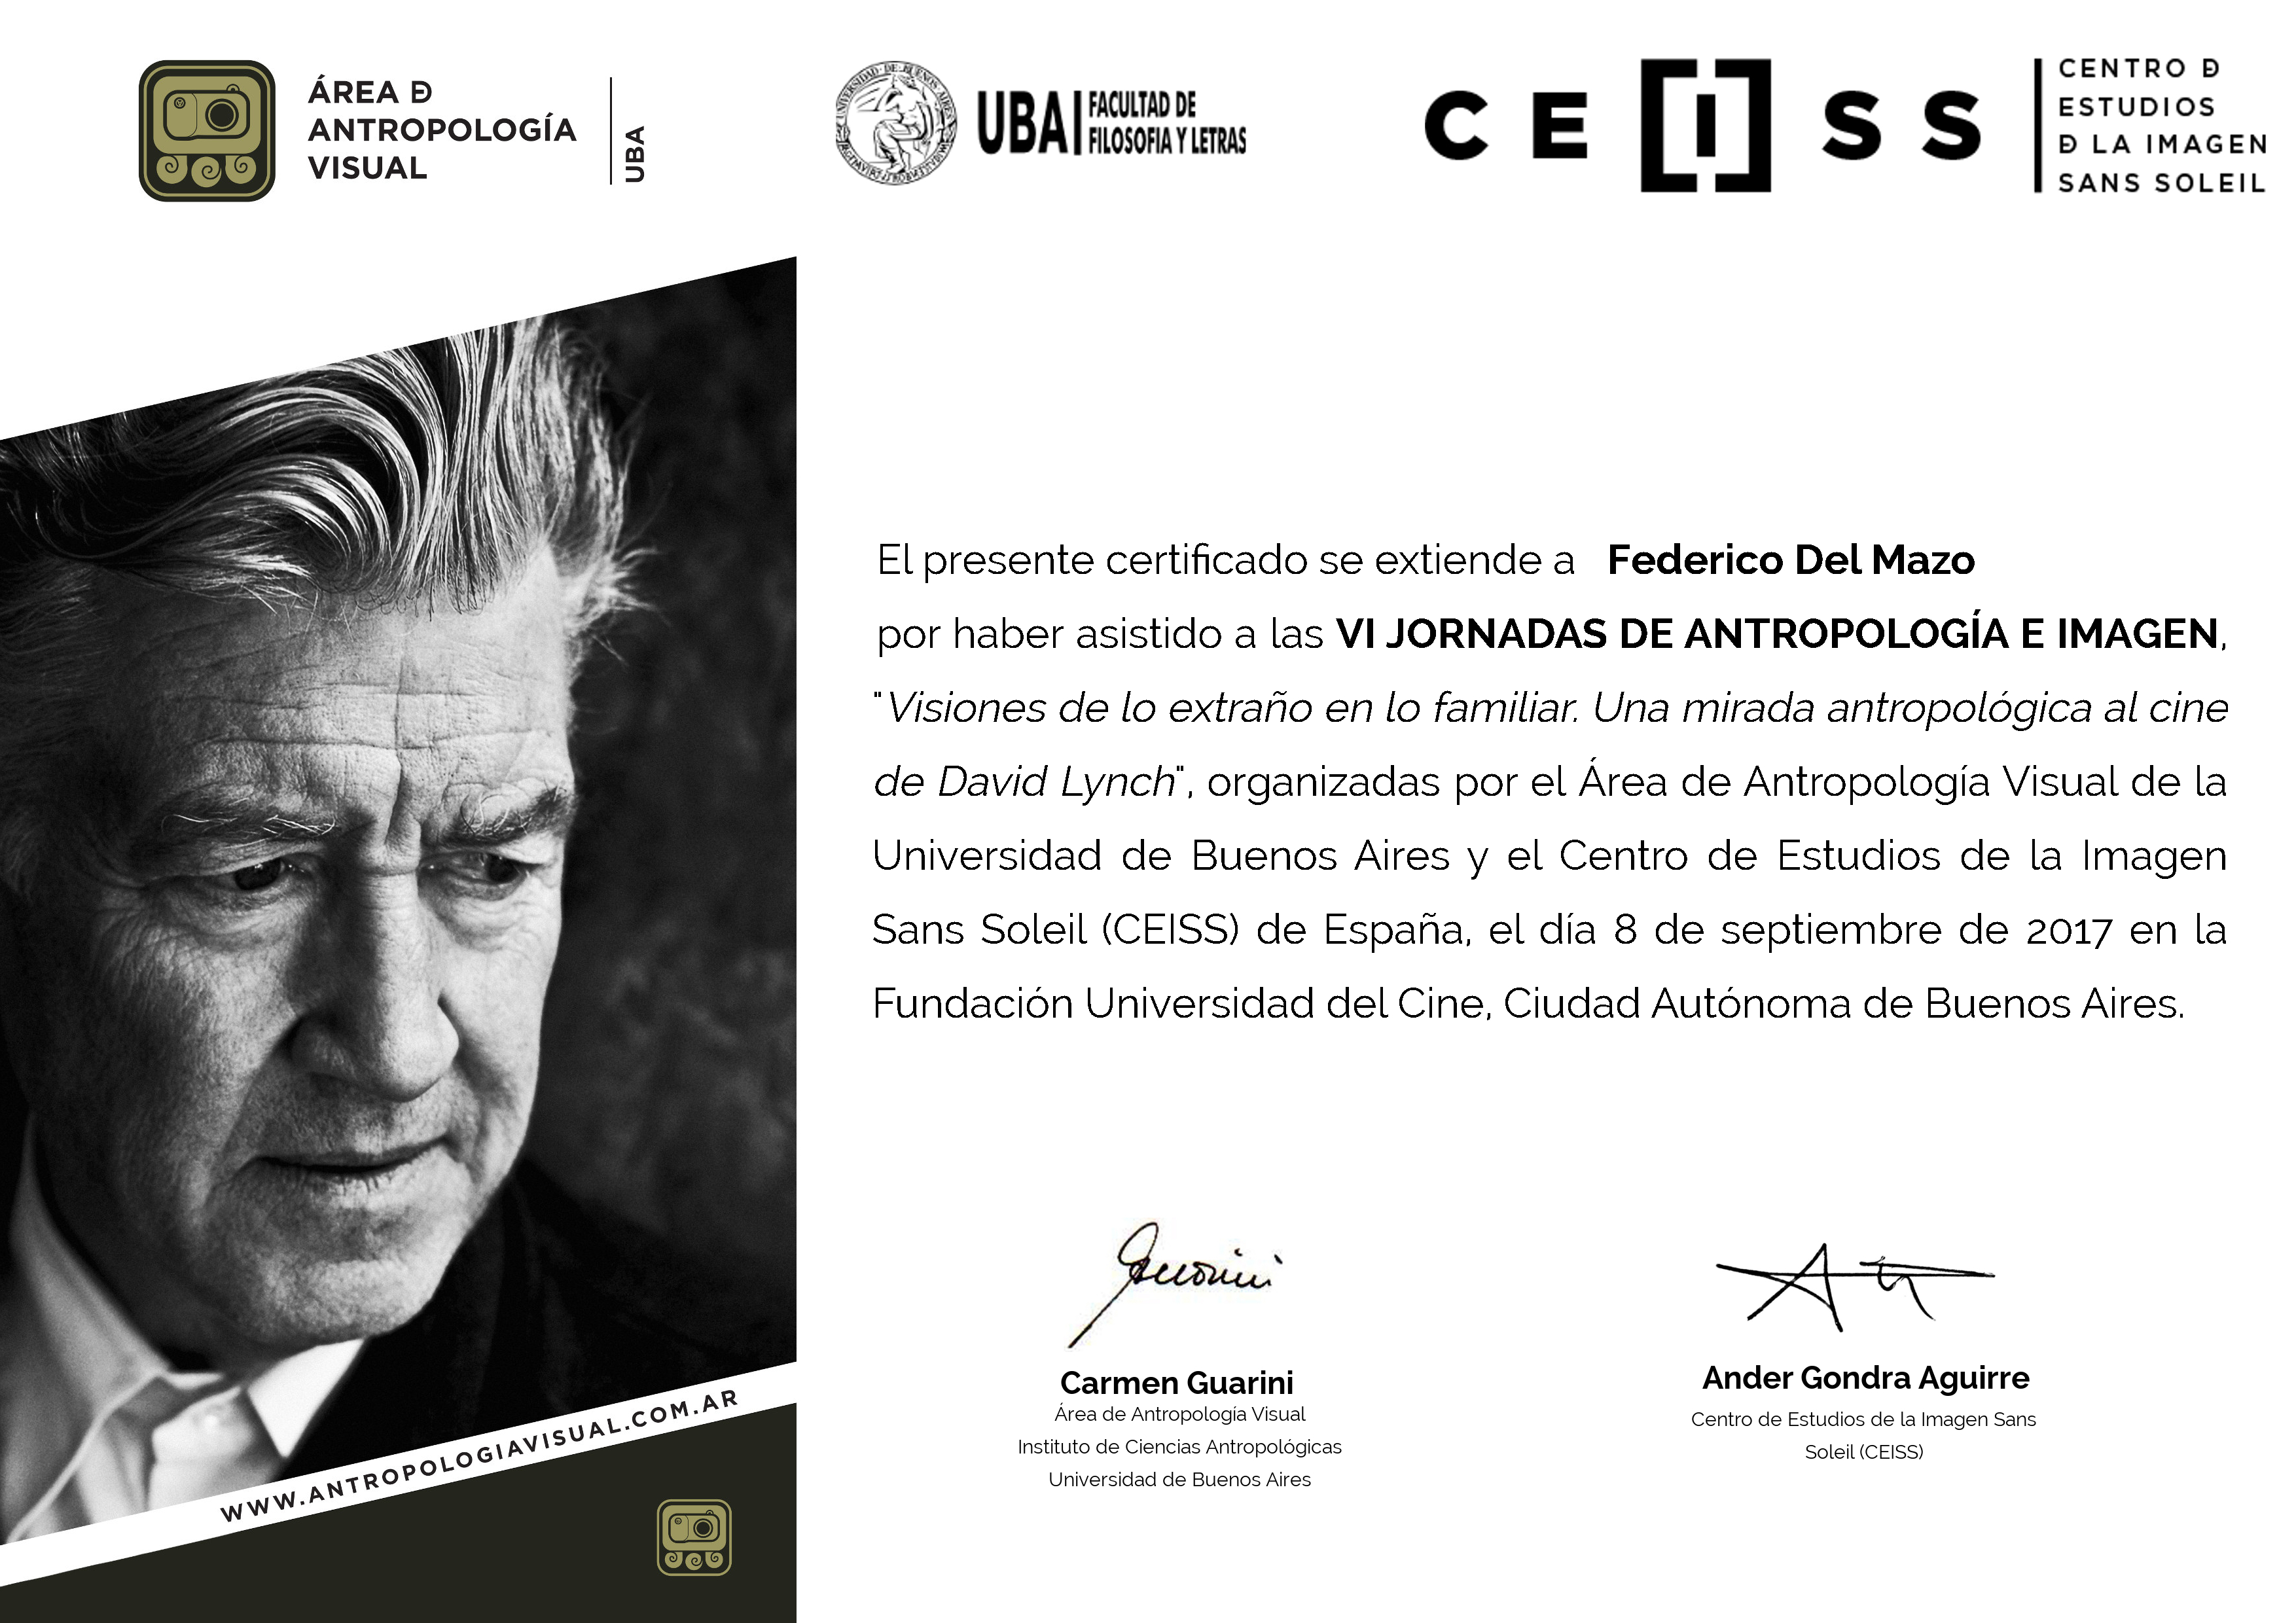 ÁREA Đ
ANTROPOLOGÍA
VISUAL
UBA
UNIVERSIDAD DE BUENOS AIRES
UBA
FACULTAD DE
FILOSOFIA Y LETRAS
CE[I]SS
CENTRO Đ
ESTUDIOS
Đ LA IMAGEN
SANS SOLEIL
El presente certificado se extiende a Federico Del Mazo
por haber asistido a las VI JORNADAS DE ANTROPOLOGÍA E IMAGEN,
"Visiones de lo extraño en lo familiar. Una mirada antropológica al cine
de David Lynch", organizadas por el Área de Antropología Visual de la
Universidad de Buenos Aires y el Centro de Estudios de la Imagen
Sans Soleil (CEISS) de España, el día 8 de septiembre de 2017 en la
Fundación Universidad del Cine, Ciudad Autónoma de Buenos Aires.
Guarini
Carmen Guarini
Área de Antropología Visual
Instituto de Ciencias Antropológicas
Universidad de Buenos Aires
Ander Gondra Aguirre
Centro de Estudios de la Imagen Sans
Soleil (CEISS)
WWW.ANTROPOLOGIAVISUAL.COM.AR